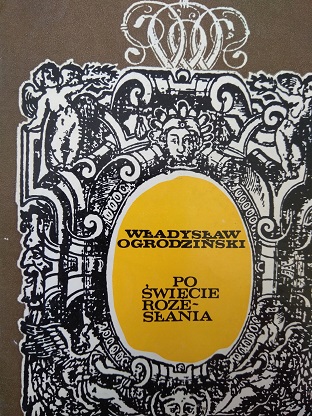 WŁADYSŁAW
OGRODZIŃSKI
PO
ŚWIECIE
ROZE-
SŁANIA